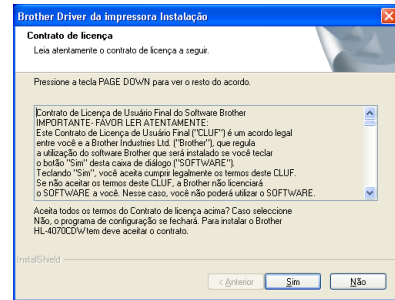 Brother Driver da impressora Instalação
Contrato de licença
Leia atentamente o contrato de licença a seguir.
Pressione a tecla PAGE DOWN para ver o resto do acordo.
Contrato de Licença de Usuário Final do Software Brother
IMPORTANTE- FAVOR LER ATENTAMENTE:
Este Contrato de Licença de Usuário Final ("CLUF") é um acordo legal
entre você e a Brother Industries Ltd. ("Brother"), que regula
a utilização do software Brother que será instalado se você teclar
o botão "Sim" desta caixa de diálogo ("SOFTWARE").
Teclando "Sim", você aceita cumprir legalmente os termos deste CLUF.
Se não aceitar os termos deste CLUF, a Brother não licenciará
o SOFTWARE a você. Nesse caso, você não poderá utilizar o SOFTWARE.
Aceita todos os termos do Contrato de licença acima? Caso seleccione
Não, o programa de configuração se fechará. Para instalar o Brother
HL-4070CDW tem deve aceitar o contrato.
InstallShield
< Anterior Sim Não